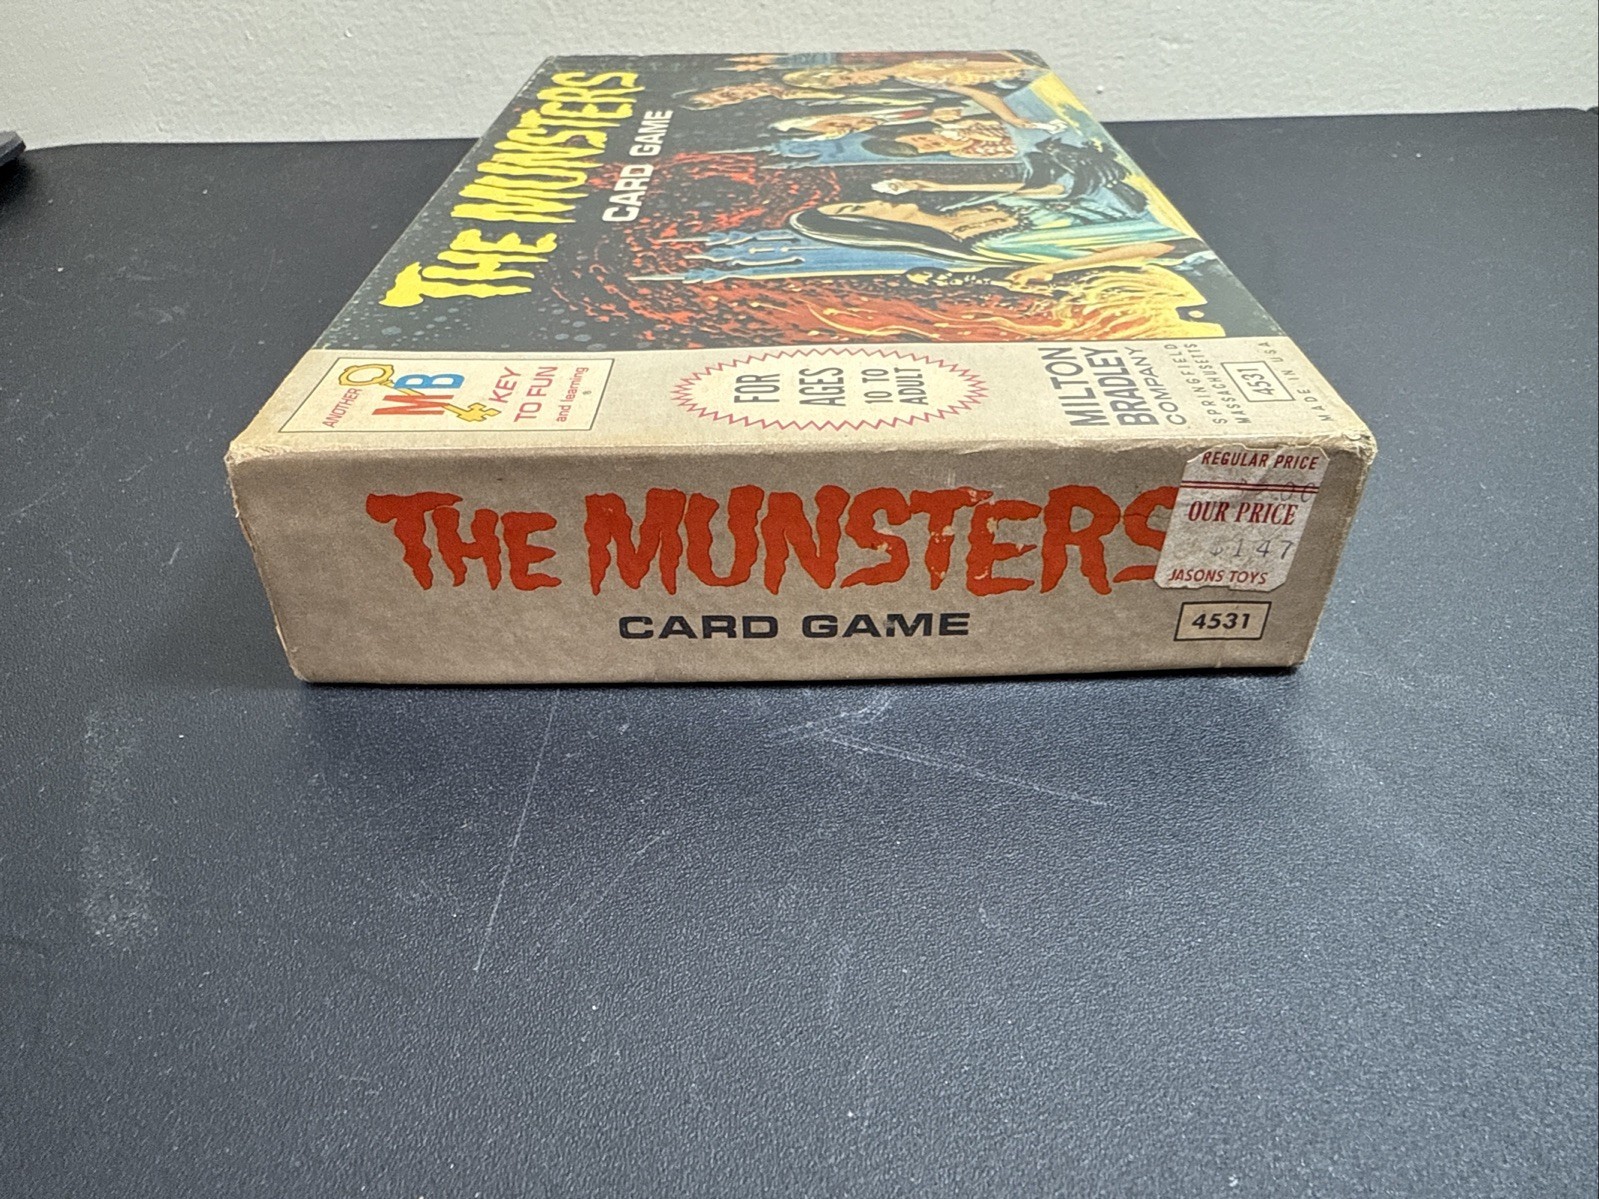 THE MUNSTERS
CARD GAME
ANOTHER
MB
KEY
TO FUN
and learning
®
FOR
AGES
10 TO
ADULT
MILTON
BRADLEY
COMPANY
SPRINGFIELD
MASSACHUSETTS
4531
MADE IN USA
THE MUNSTERS
CARD GAME
REGULAR PRICE
OUR PRICE
$147
JASONS TOYS
4531